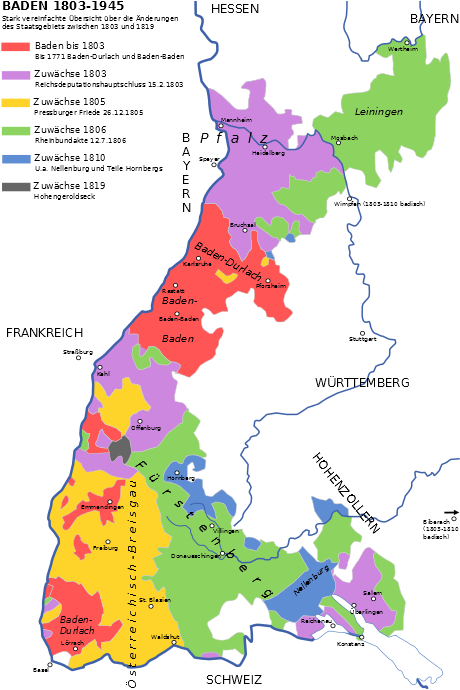 BADEN 1803-1945
Stark vereinfachte Übersicht über die Änderungen
des Staatsgebiets zwischen 1803 und 1819
Baden bis 1803
Bis 1771 Baden-Durlach und Baden-Baden
Zuwächse 1803
Reichsdeputationshauptschluss 15.2.1803
Zuwächse 1805
Pressburger Friede 26.12.1805
Zuwächse 1806
Rheinbundakte 12.7.1806
Zuwächse 1810
U.a. Nellenburg und Teile Hornbergs
Zuwächse 1819
Hohengeroldseck
HESSEN
BAYERN
Wertheim
Leiningen
Mannheim
Pfalz
Heidelberg
Mosbach
BAYERN
Speyer
Wimpfen (1803-1810 badisch)
Bruchsal
Baden-Durlach
Karlsruhe
Pforzheim
Rastatt
Baden-
Baden-Baden
Baden
FRANKREICH
Straßburg
Kehl
Stuttgart
WÜRTTEMBERG
Offenburg
Fürstenberg
Hornberg
HOHENZOLLERN
Biberach
(1803-1810
badisch)
Emmendingen
Villingen
Freiburg
Donaueschingen
Österreichisch-Breisgau
Nellenburg
St. Blasien
Salem
Überlingen
Baden-
Durlach
Reichenau
Waldshut
Lörrach
Konstanz
Basel
SCHWEIZ